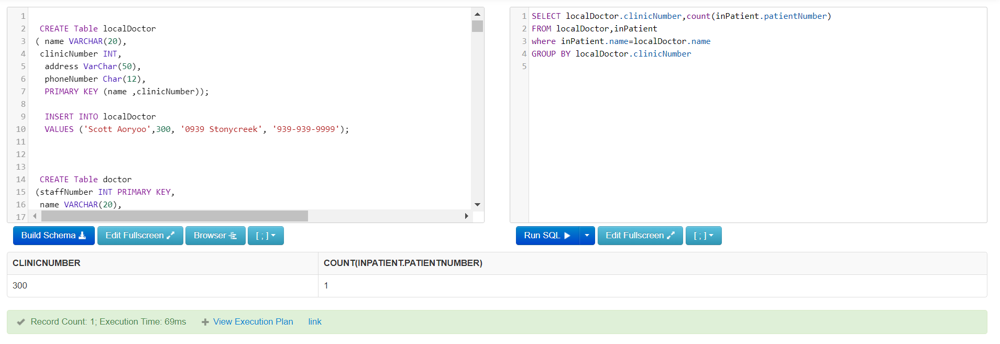 1
2 CREATE Table localDoctor
3 ( name VARCHAR(20),
4 clinicNumber INT,
5 address VarChar(50),
6 phoneNumber Char(12),
7 PRIMARY KEY (name ,clinicNumber));
8
9 INSERT INTO localDoctor
10 VALUES ('Scott Aoryoo',300, '0939 Stonycreek', '939-939-9999');
11
12
13
14 CREATE Table doctor
15 (staffNumber INT PRIMARY KEY,
16 name VARCHAR(20),
17
Build Schema Edit Fullscreen Browser [ ; ]
1 SELECT localDoctor.clinicNumber,count(inPatient.patientNumber)
2 FROM localDoctor,inPatient
3 where inPatient.name=localDoctor.name
4 GROUP BY localDoctor.clinicNumber
5
Run SQL Edit Fullscreen [ ; ]
CLINICNUMBER COUNT(INPATIENT.PATIENTNUMBER)
300 1
Record Count: 1; Execution Time: 69ms View Execution Plan link